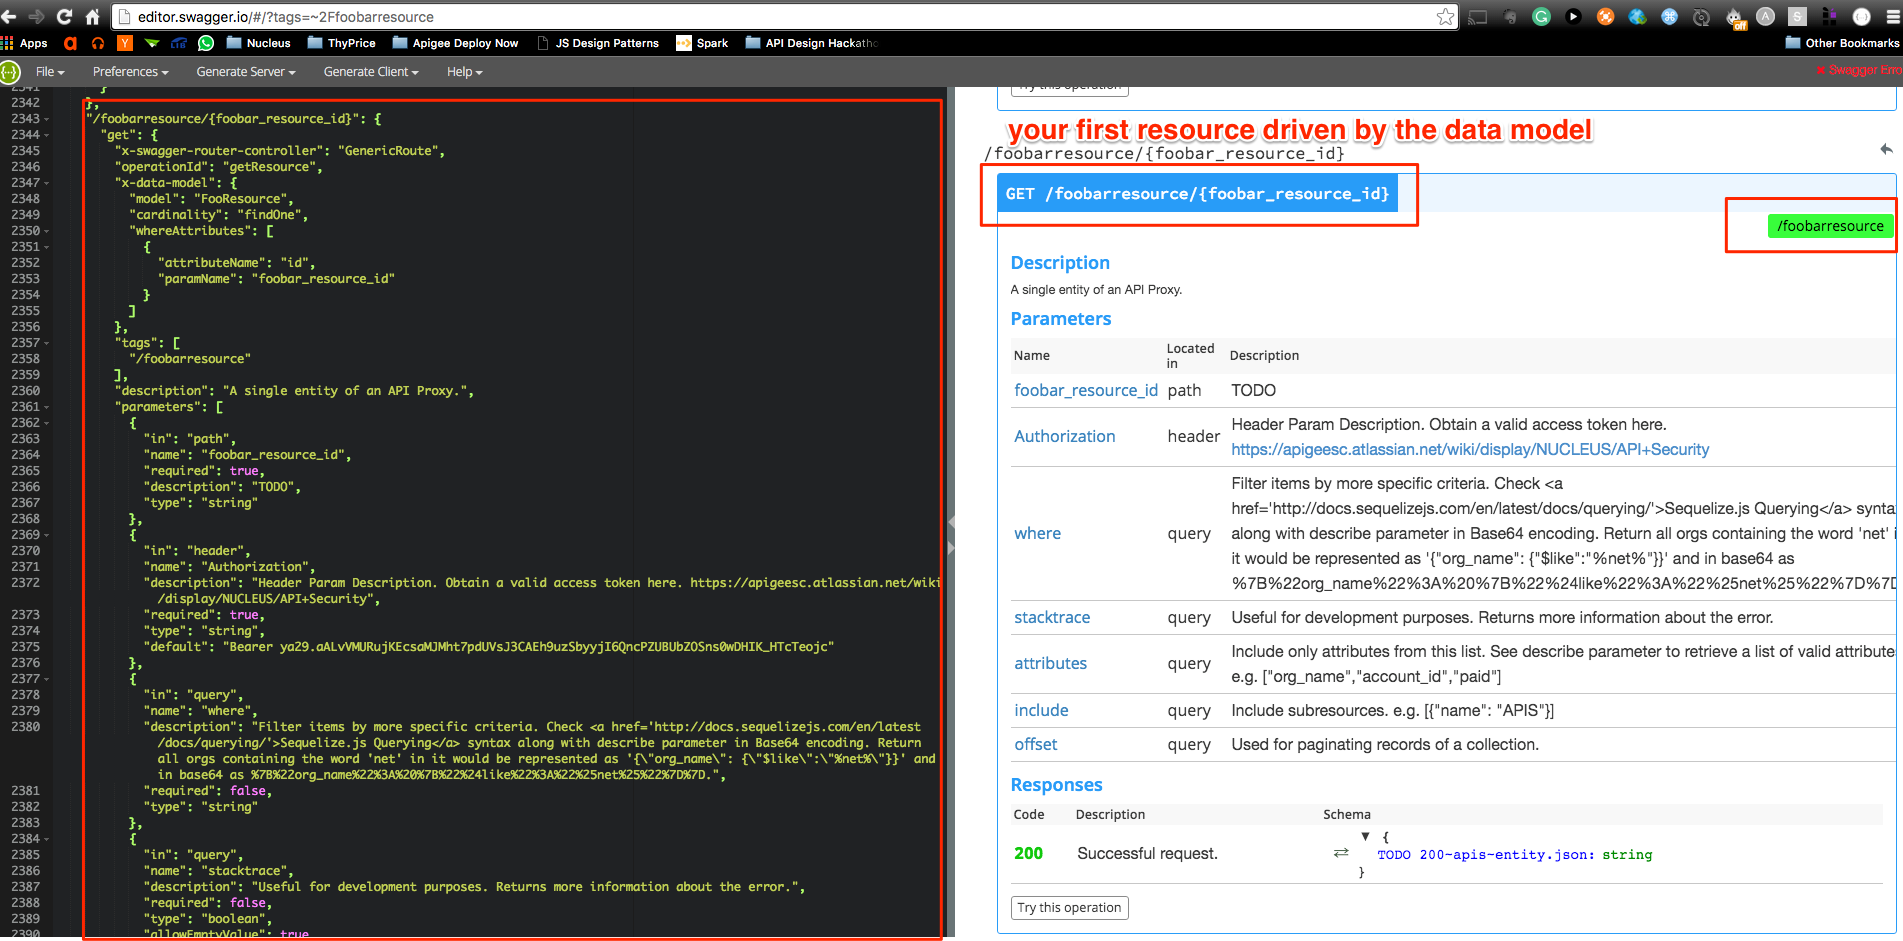 editor.swagger.io/#/?tags=~2Ffoobarresource
Apps
Nucleus
ThyPrice
Apigee Deploy Now
JS Design Patterns
Spark
API Design Hackatho
Other Bookmarks
File
Preferences
Generate Server
Generate Client
Help
Swagger Erro
2341 }
2342 },
2343 "/foobarresource/{foobar_resource_id}": {
2344 "get": {
2345 "x-swagger-router-controller": "GenericRoute",
2346 "operationId": "getResource",
2347 "x-data-model": {
2348 "model": "FooResource",
2349 "cardinality": "findOne",
2350 "whereAttributes": [
2351 {
2352 "attributeName": "id",
2353 "paramName": "foobar_resource_id"
2354 }
2355 ]
2356 },
2357 "tags": [
2358 "/foobarresource"
2359 ],
2360 "description": "A single entity of an API Proxy.",
2361 "parameters": [
2362 {
2363 "in": "path",
2364 "name": "foobar_resource_id",
2365 "required": true,
2366 "description": "TODO",
2367 "type": "string"
2368 },
2369 {
2370 "in": "header",
2371 "name": "Authorization",
2372 "description": "Header Param Description. Obtain a valid access token here. https://apigeesc.atlassian.net/wiki
/display/NUCLEUS/API+Security",
2373 "required": true,
2374 "type": "string",
2375 "default": "Bearer ya29.aALvVMURujKEcsaMJMht7pdUVsJ3CAEh9uzSbyyjI6QncPZUBUbZOSns0wDHIK_HTcTeojc"
2376 },
2377 {
2378 "in": "query",
2379 "name": "where",
2380 "description": "Filter items by more specific criteria. Check <a href='http://docs.sequelizejs.com/en/latest
/docs/querying/'>Sequelize.js Querying</a> syntax along with describe parameter in Base64 encoding. Return
all orgs containing the word 'net' in it would be represented as '{\"org_name\": {\"$like\":\"%net%\"}}' and
in base64 as %7B%22org_name%22%3A%20%7B%22%24like%22%3A%22%25net%25%22%7D%7D.",
2381 "required": false,
2382 "type": "string"
2383 },
2384 {
2385 "in": "query",
2386 "name": "stacktrace",
2387 "description": "Useful for development purposes. Returns more information about the error.",
2388 "required": false,
2389 "type": "boolean",
2390 "allowEmptyValue": true
Try this operation
your first resource driven by the data model
/foobarresource/{foobar_resource_id}
GET /foobarresource/{foobar_resource_id}
/foobarresource
Description
A single entity of an API Proxy.
Parameters
Name Located in Description
foobar_resource_id path TODO
Authorization header Header Param Description. Obtain a valid access token here.
https://apigeesc.atlassian.net/wiki/display/NUCLEUS/API+Security
Filter items by more specific criteria. Check <a
href='http://docs.sequelizejs.com/en/latest/docs/querying/'>Sequelize.js Querying</a> synta
where query along with describe parameter in Base64 encoding. Return all orgs containing the word 'net' i
it would be represented as '{"org_name": {"$like":"%net%"}}' and in base64 as
%7B%22org_name%22%3A%20%7B%22%24like%22%3A%22%25net%25%22%7D%7D
stacktrace query Useful for development purposes. Returns more information about the error.
attributes query Include only attributes from this list. See describe parameter to retrieve a list of valid attribute
e.g. ["org_name","account_id","paid"]
include query Include subresources. e.g. [{"name": "APIS"}]
offset query Used for paginating records of a collection.
Responses
Code Description Schema
200 Successful request. ⇄ ▼ {
TODO 200~apis~entity.json: string
}
Try this operation